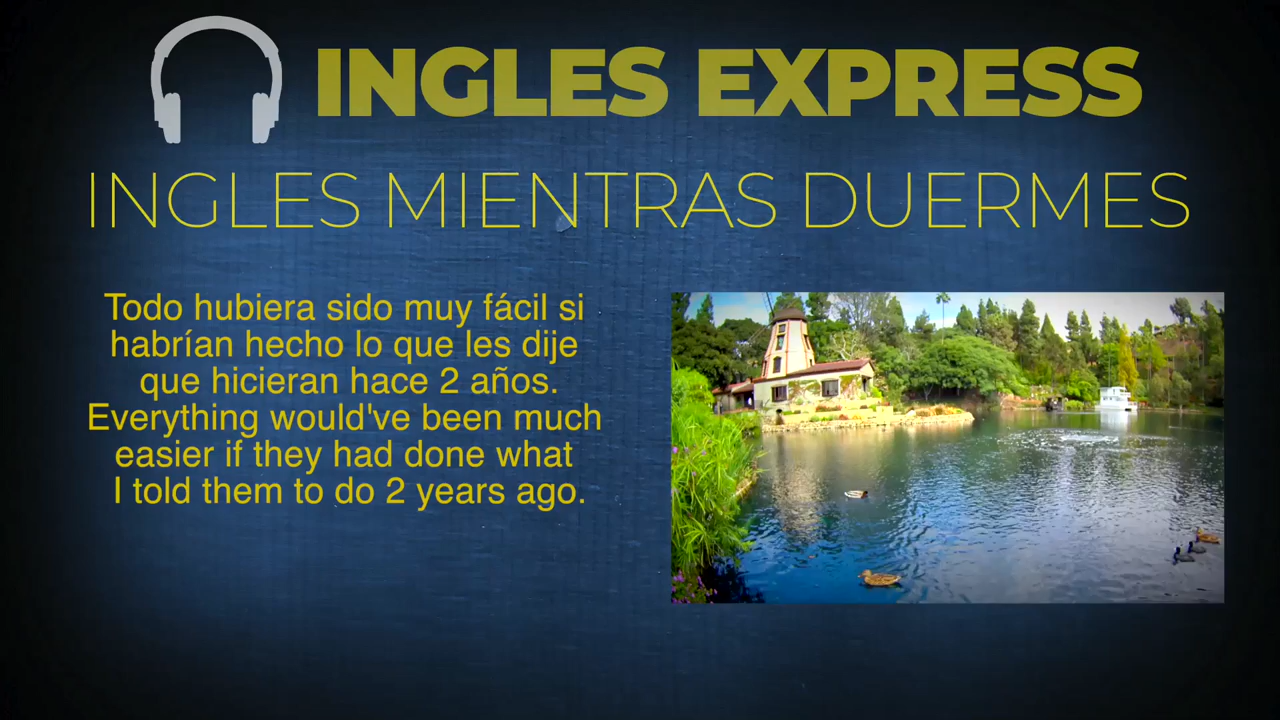 INGLES EXPRESS
INGLES MIENTRAS DUERMES
Todo hubiera sido muy fácil si
habrían hecho lo que les dije
que hicieran hace 2 años.
Everything would've been much
easier if they had done what
I told them to do 2 years ago.